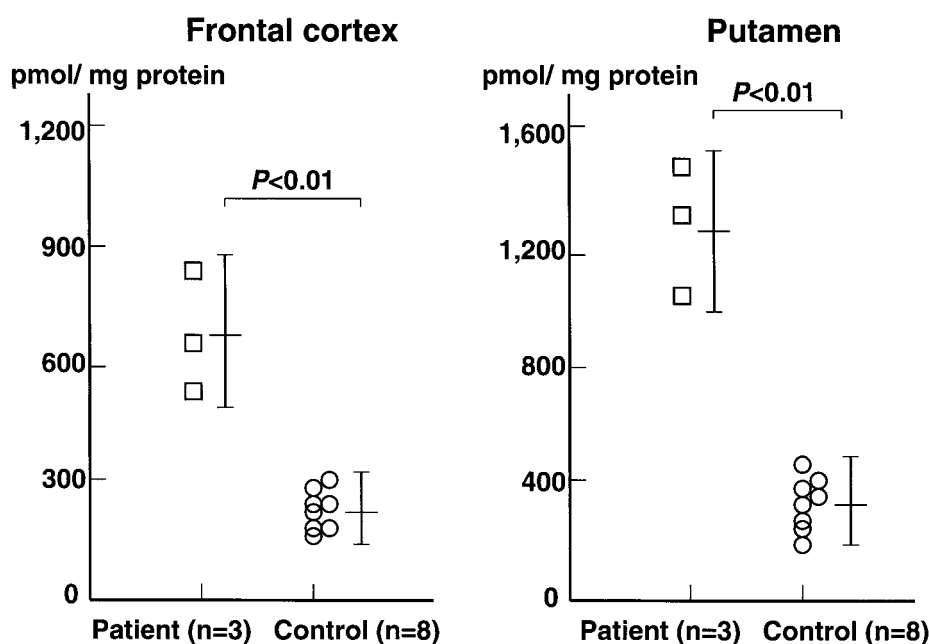 Frontal cortex
pmol/ mg protein
1,200
P<0.01
900
600
300
0
Patient (n=3) Control (n=8)
Putamen
pmol/ mg protein
P<0.01
1,600
1,200
800
400
0
Patient (n=3) Control (n=8)